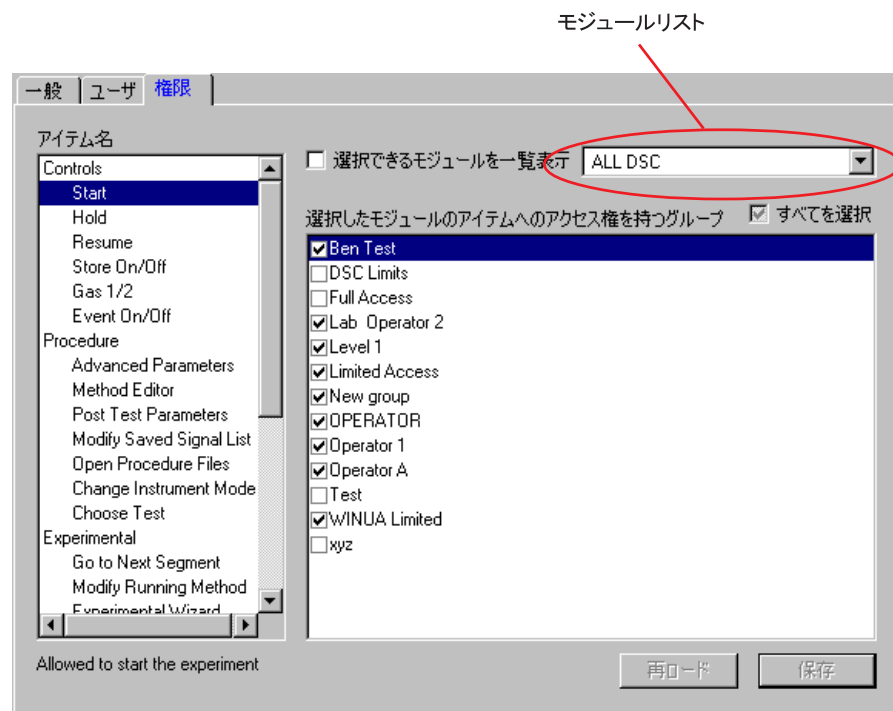 モジュールリスト
一般 ユーザ 権限
アイテム名
Controls
Start
Hold
Resume
Store On/Off
Gas 1/2
Event On/Off
Procedure
Advanced Parameters
Method Editor
Post Test Parameters
Modify Saved Signal List
Open Procedure Files
Change Instrument Mode
Choose Test
Experimental
Go to Next Segment
Modify Running Method
Experimental Wizard
Allowed to start the experiment
選択できるモジュールを一覧表示 ALL DSC
選択したモジュールのアイテムへのアクセス権を持つグループ すべてを選択
Ben Test
DSC Limits
Full Access
Lab Operator 2
Level 1
Limited Access
New group
OPERATOR
Operator 1
Operator A
Test
WINUA Limited
xyz
再ロード 保存